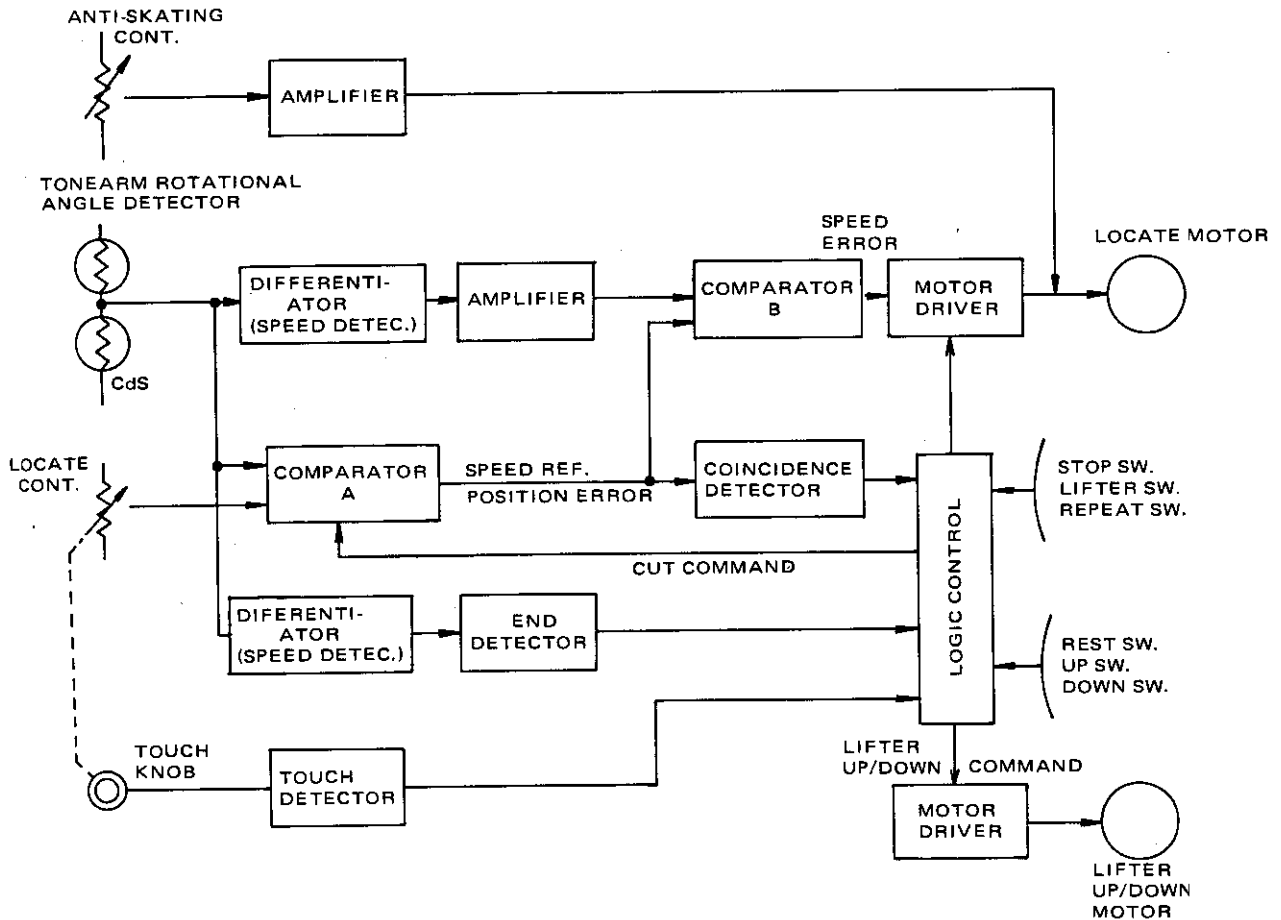 ANTI-SKATING
CONT.
AMPLIFIER
TONEARM ROTATIONAL
ANGLE DETECTOR
CdS
DIFFERENTI-
ATOR
(SPEED DETEC.)
AMPLIFIER
COMPARATOR
B
SPEED
ERROR
MOTOR
DRIVER
LOCATE MOTOR
LOCATE
CONT.
COMPARATOR
A
SPEED REF.
POSITION ERROR
COINCIDENCE
DETECTOR
LOGIC CONTROL
STOP SW.
LIFTER SW.
REPEAT SW.
CUT COMMAND
DIFERENTI-
ATOR
(SPEED DETEC.)
END
DETECTOR
REST SW.
UP SW.
DOWN SW.
TOUCH
KNOB
TOUCH
DETECTOR
LIFTER
UP/DOWN
COMMAND
MOTOR
DRIVER
LIFTER
UP/DOWN
MOTOR